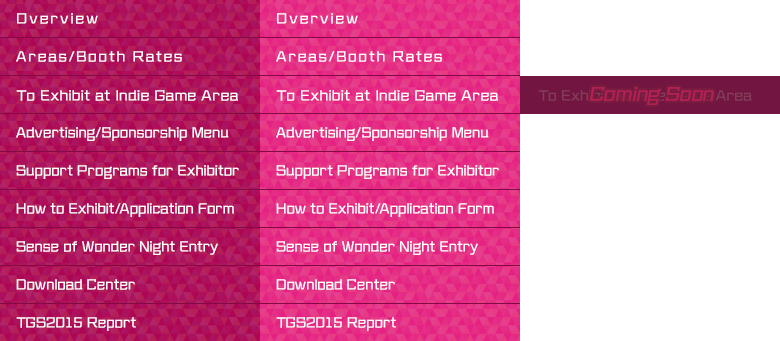 Overview
Overview
Areas/Booth Rates
Areas/Booth Rates
To Exhibit at Indie Game Area
To Exhibit at Indie Game Area
To Exh
Coming Soon
Area
Advertising/Sponsorship Menu
Advertising/Sponsorship Menu
Support Programs for Exhibitor
Support Programs for Exhibitor
How to Exhibit/Application Form
How to Exhibit/Application Form
Sense of Wonder Night Entry
Sense of Wonder Night Entry
Download Center
Download Center
TGS2015 Report
TGS2015 Report